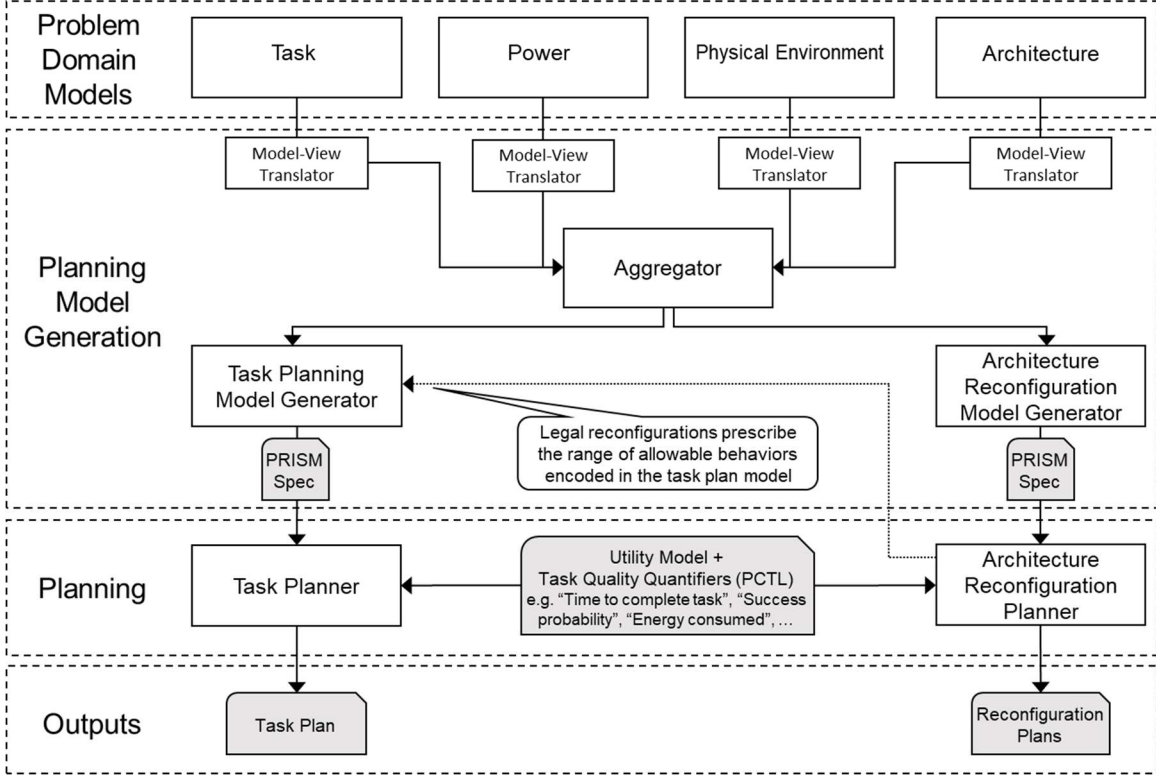 Problem
Domain
Models
Task
Power
Physical Environment
Architecture
Model-View
Translator
Model-View
Translator
Model-View
Translator
Model-View
Translator
Planning
Model
Generation
Aggregator
Task Planning
Model Generator
Architecture
Reconfiguration
Model Generator
Legal reconfigurations prescribe
the range of allowable behaviors
encoded in the task plan model
PRISM
Spec
PRISM
Spec
Planning
Task Planner
Utility Model +
Task Quality Quantifiers (PCTL)
e.g. “Time to complete task”, “Success
probability”, “Energy consumed”, ...
Architecture
Reconfiguration
Planner
Outputs
Task Plan
Reconfiguration
Plans